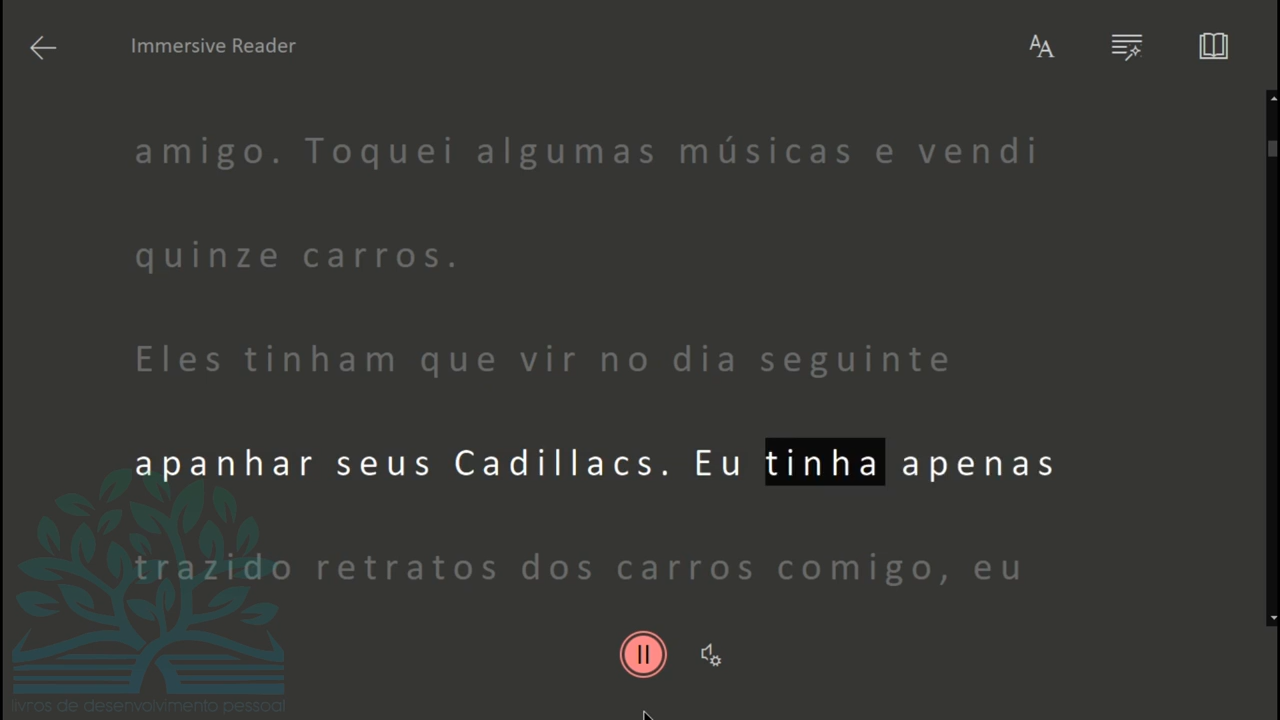 Immersive Reader
amigo. Toquei algumas músicas e vendi
quinze carros.
Eles tinham que vir no dia seguinte
apanhar seus Cadillacs. Eu tinha apenas
trazido retratos dos carros comigo, eu
livros de desenvolvimento pessoal